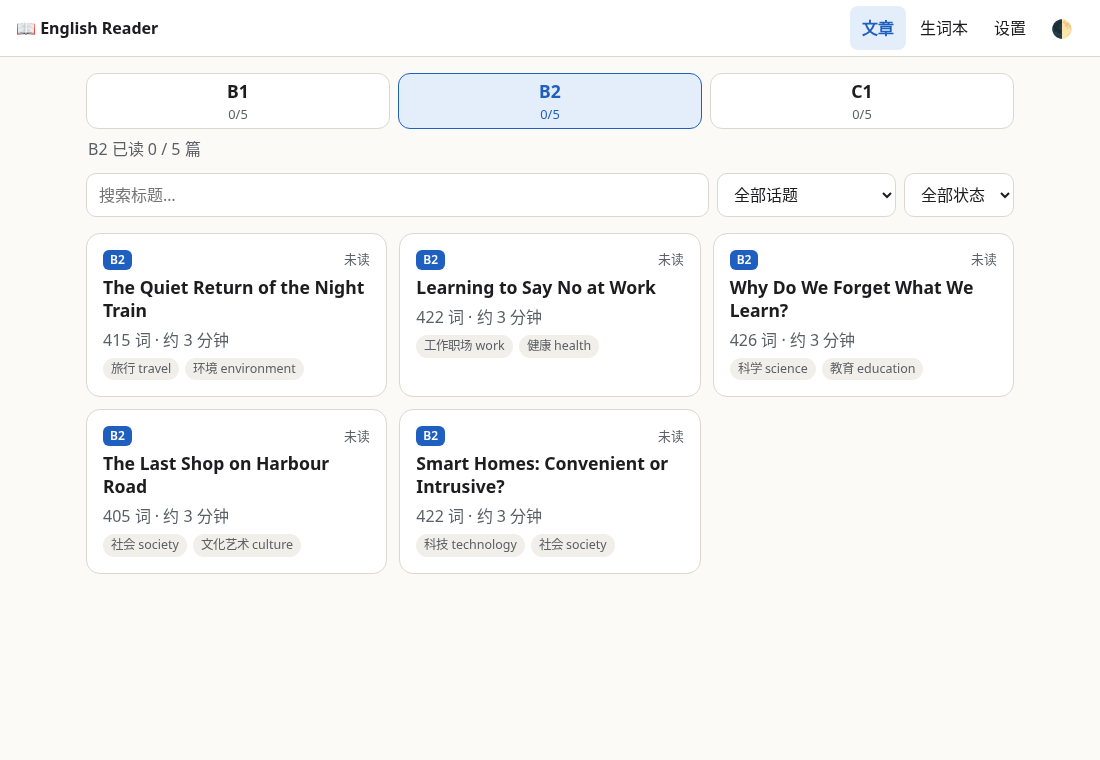 📖 English Reader
文章
生词本
设置
🌓
B1
0/5
B2
0/5
C1
0/5
B2 已读 0 / 5 篇
搜索标题...
全部话题
全部状态
B2
未读
The Quiet Return of the Night
Train
415 词 · 约 3 分钟
旅行 travel
环境 environment
B2
未读
Learning to Say No at Work
422 词 · 约 3 分钟
工作职场 work
健康 health
B2
未读
Why Do We Forget What We
Learn?
426 词 · 约 3 分钟
科学 science
教育 education
B2
未读
The Last Shop on Harbour
Road
405 词 · 约 3 分钟
社会 society
文化艺术 culture
B2
未读
Smart Homes: Convenient or
Intrusive?
422 词 · 约 3 分钟
科技 technology
社会 society